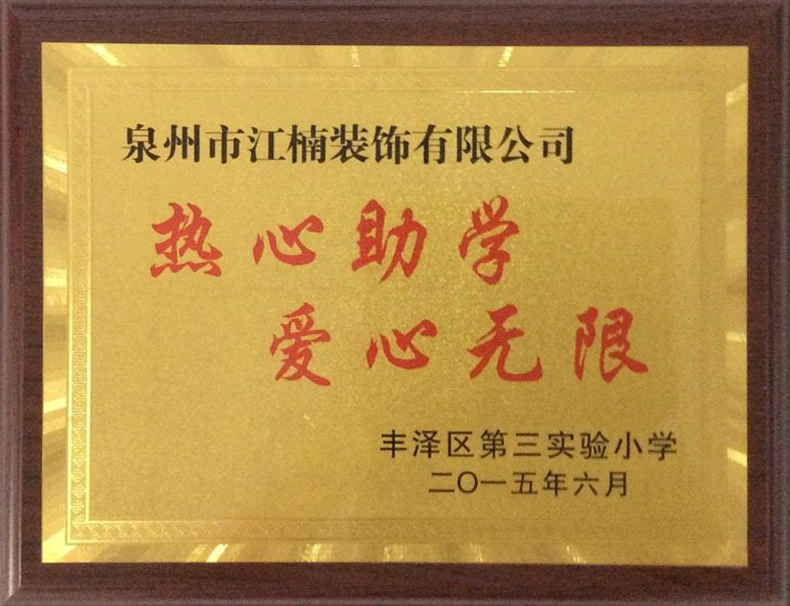 泉州市江楠装饰有限公司
热心助学
爱心无限
丰泽区第三实验小学
二〇一五年六月